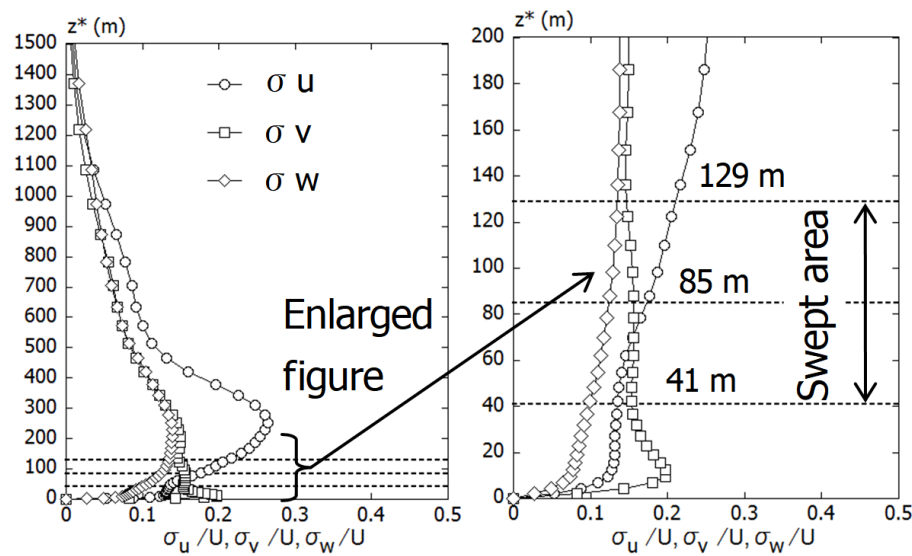 z* (m)
1500
1400
1300
1200
1100
1000
900
800
700
600
500
400
300
200
100
0
0 0.1 0.2 0.3 0.4 0.5
σu /U, σv /U, σw /U
σ u
σ v
σ w
Enlarged
figure
z* (m)
200
180
160
140
120
100
80
60
40
20
0
0 0.1 0.2 0.3 0.4 0.5
σu /U, σv /U, σw /U
129 m
85 m
41 m
Swept area